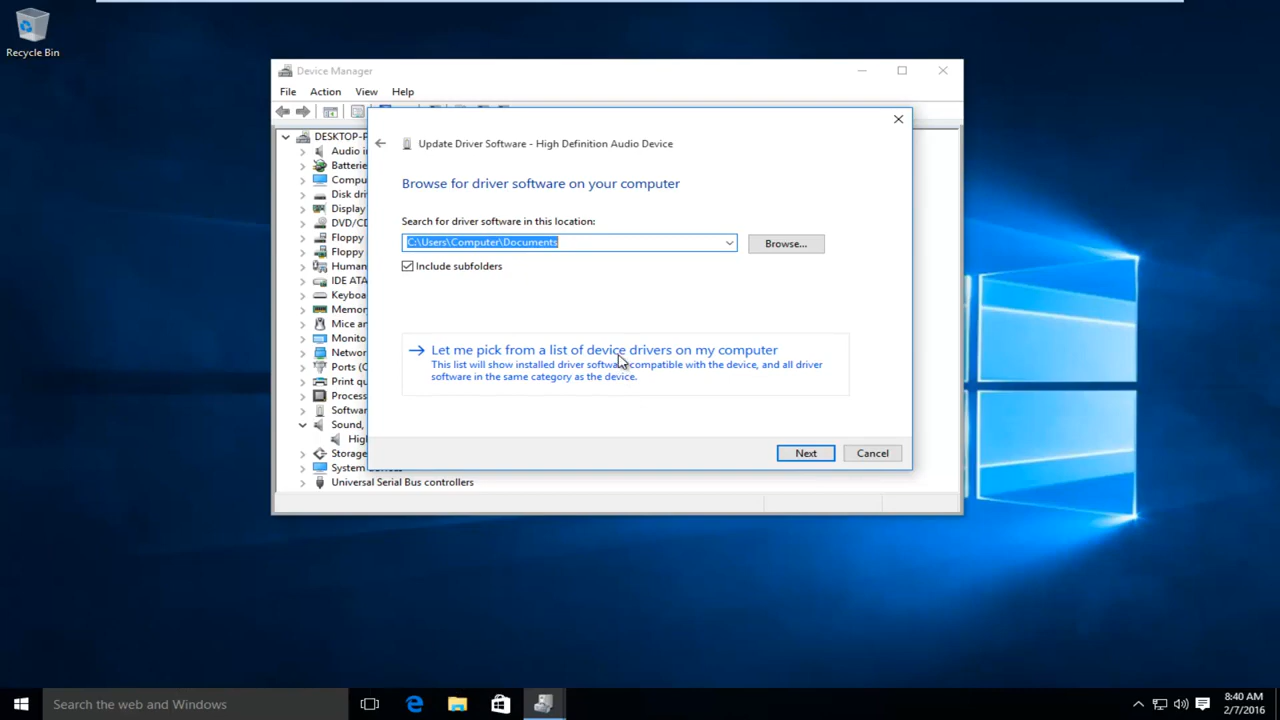 Recycle Bin
Device Manager
File Action View Help
Update Driver Software - High Definition Audio Device
Browse for driver software on your computer
Search for driver software in this location:
C:\Users\Computer\Documents
Browse...
Include subfolders
Let me pick from a list of device drivers on my computer
This list will show installed driver software compatible with the device, and all driver
software in the same category as the device.
Next Cancel
DESKTOP-P
Audio in
Batterie
Compu
Disk dri
Display
DVD/CD
Floppy
Floppy
Human
IDE ATA
Keyboa
Memor
Mice an
Monito
Networ
Ports (C
Print qu
Process
Softwar
Sound,
High
Storage
System devices
Universal Serial Bus controllers
Search the web and Windows
8:40 AM
2/7/2016